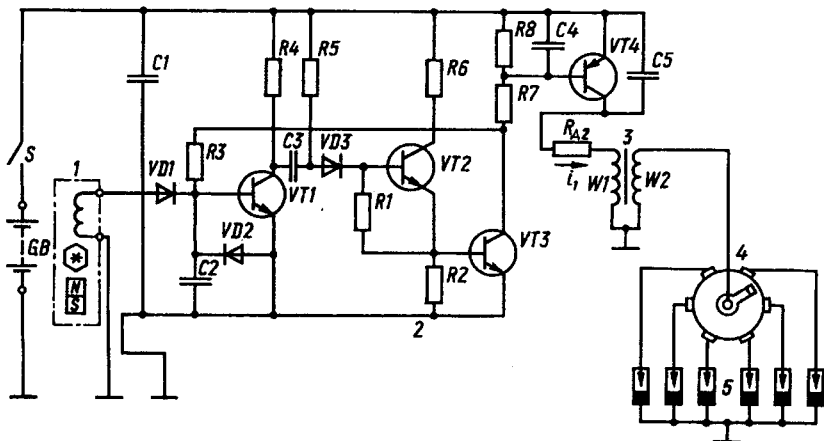 R8
C4
R4
R5
VT4
C1
R6
C5
R7
S
R3
C3
VD3
VT2
R_д2
3
1
VD1
VT1
i₁
W1
W2
GB
VD2
R1
VT3
4
C2
R2
N
S
2
5